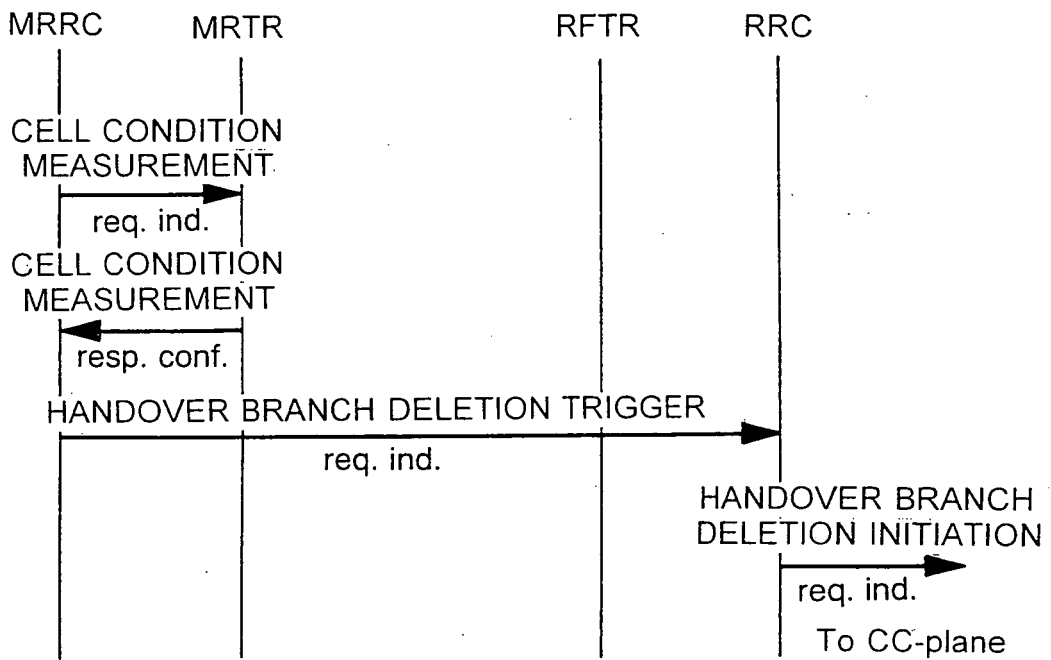 MRRC MRTR RFTR RRC
CELL CONDITION
MEASUREMENT
req. ind.
CELL CONDITION
MEASUREMENT
resp. conf.
HANDOVER BRANCH DELETION TRIGGER
req. ind.
HANDOVER BRANCH
DELETION INITIATION
req. ind.
To CC-plane